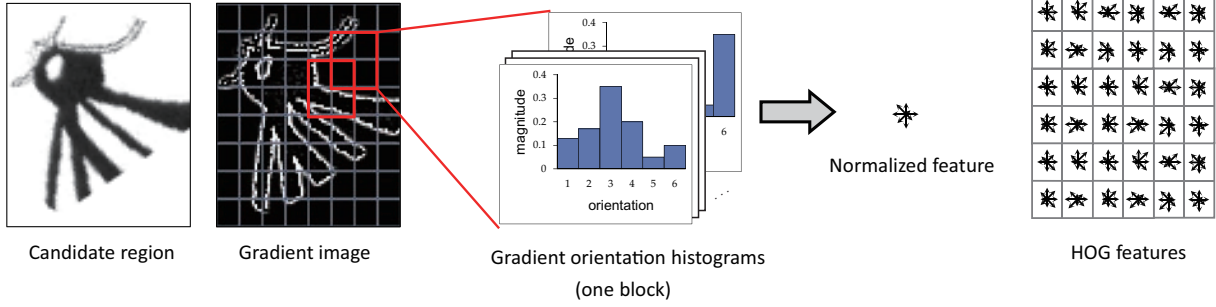 0.4
0.3
de
6
0.4
0.3
0.2
0.1
0
magnitude
1 2 3 4 5 6
orientation
. . .
Normalized feature
Candidate region
Gradient image
Gradient orientation histograms
(one block)
HOG features